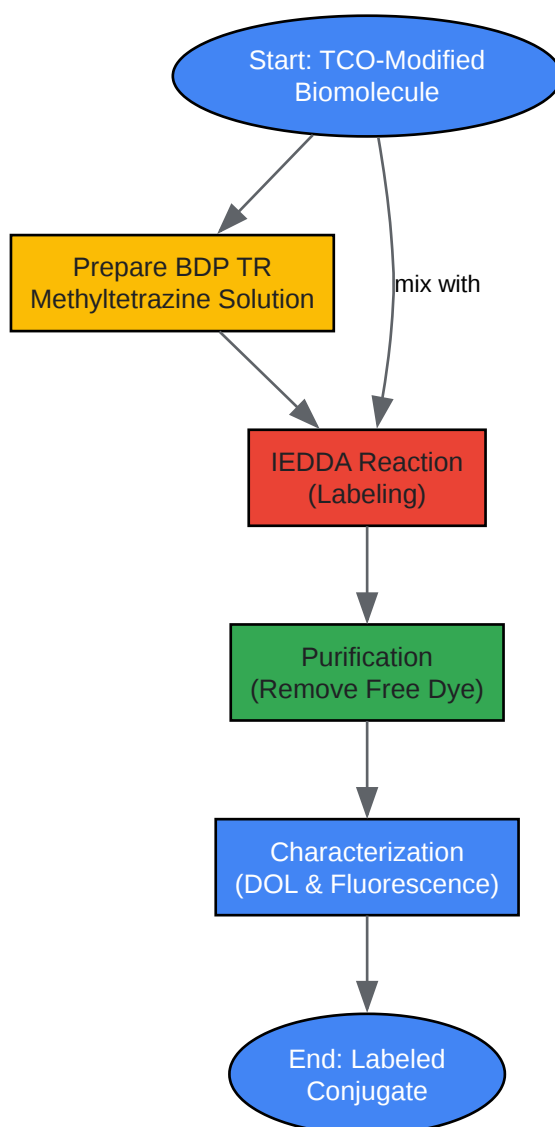 Start: TCO-Modified
Biomolecule
Prepare BDP TR
Methyltetrazine Solution
mix with
IEDDA Reaction
(Labeling)
Purification
(Remove Free Dye)
Characterization
(DOL & Fluorescence)
End: Labeled
Conjugate